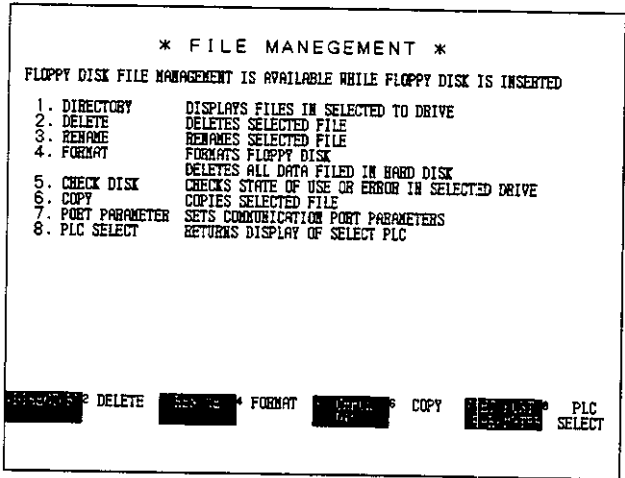 * FILE MANEGEMENT *
FLOPPY DISK FILE MANAGEMENT IS AVAILABLE WHILE FLOPPY DISK IS INSERTED
1. DIRECTORY DISPLAYS FILES IN SELECTED TO DRIVE
2. DELETE DELETES SELECTED FILE
3. RENAME RENAMES SELECTED FILE
4. FORMAT FORMATS FLOPPY DISK
DELETES ALL DATA FILED IN HARD DISK
5. CHECK DISK CHECKS STATE OF USE OR ERROR IN SELECTED DRIVE
6. COPY COPIES SELECTED FILE
7. PORT PARAMETER SETS COMMUNICATION PORT PARAMETERS
8. PLC SELECT RETURNS DISPLAY OF SELECT PLC
2 DELETE 4 FORMAT 6 COPY 8 PLC
SELECT